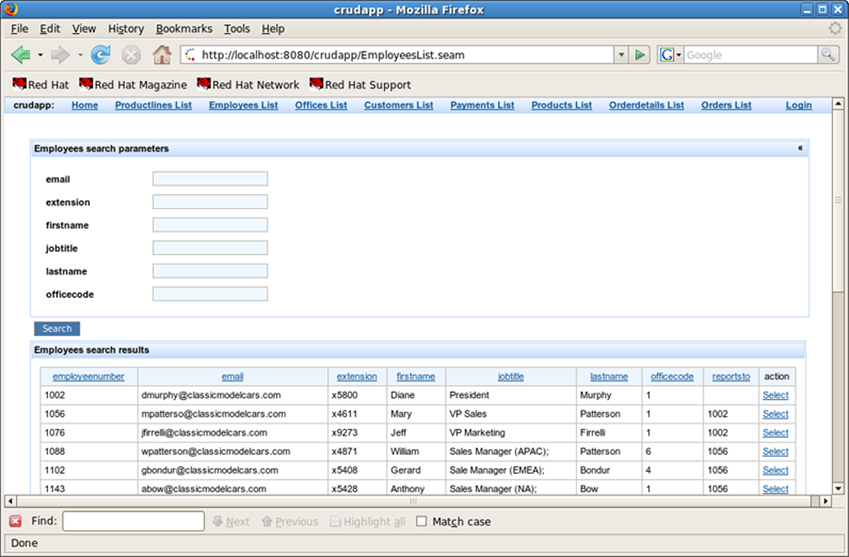 crudapp - Mozilla Firefox
File Edit View History Bookmarks Tools Help
http://localhost:8080/crudapp/EmployeesList.seam G Google
Red Hat Red Hat Magazine Red Hat Network Red Hat Support
crudapp: Home Productlines List Employees List Offices List Customers List Payments List Products List Orderdetails List Orders List Login
Employees search parameters «
email
extension
firstname
jobtitle
lastname
officecode
Search
Employees search results
employeenumber email extension firstname jobtitle lastname officecode reportsto action
1002 dmurphy@classicmodelcars.com x5800 Diane President Murphy 1 Select
1056 mpatterso@classicmodelcars.com x4611 Mary VP Sales Patterson 1 1002 Select
1076 jfirrelli@classicmodelcars.com x9273 Jeff VP Marketing Firrelli 1 1002 Select
1088 wpatterson@classicmodelcars.com x4871 William Sales Manager (APAC); Patterson 6 1056 Select
1102 gbondur@classicmodelcars.com x5408 Gerard Sale Manager (EMEA); Bondur 4 1056 Select
1143 abow@classicmodelcars.com x5428 Anthony Sales Manager (NA); Bow 1 1056 Select
Find: Next Previous Highlight all Match case
Done